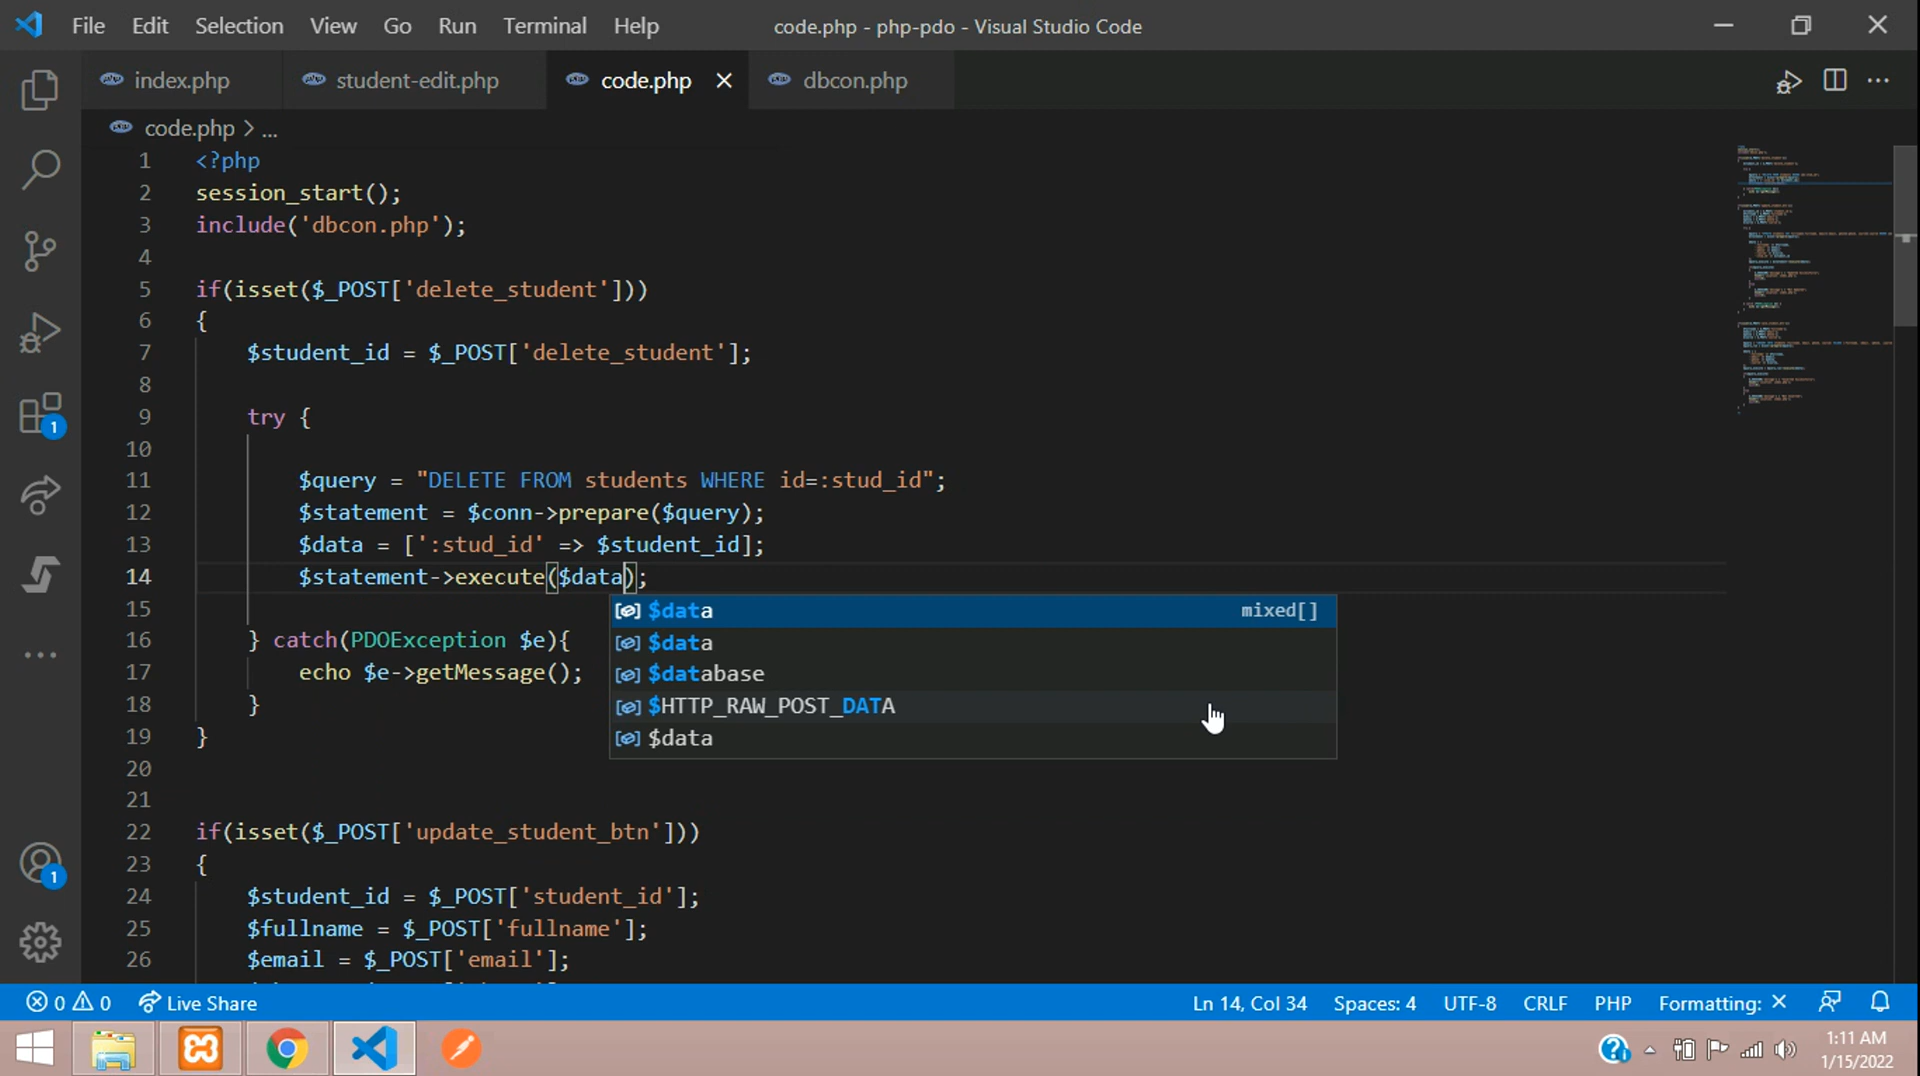 File Edit Selection View Go Run Terminal Help code.php - php-pdo - Visual Studio Code
index.php student-edit.php code.php dbcon.php
code.php > ...
1 <?php
2 session_start();
3 include('dbcon.php');
4
5 if(isset($_POST['delete_student']))
6 {
7 $student_id = $_POST['delete_student'];
8
9 try {
10
11 $query = "DELETE FROM students WHERE id=:stud_id";
12 $statement = $conn->prepare($query);
13 $data = [':stud_id' => $student_id];
14 $statement->execute($data);
15
$data mixed[]
16 } catch(PDOException $e){
$data
17 echo $e->getMessage();
$database
18 }
$HTTP_RAW_POST_DATA
19 }
$data
20
21
22 if(isset($_POST['update_student_btn']))
23 {
24 $student_id = $_POST['student_id'];
25 $fullname = $_POST['fullname'];
26 $email = $_POST['email'];
1
1
0 0 Live Share Ln 14, Col 34 Spaces: 4 UTF-8 CRLF PHP Formatting: ×
1:11 AM
1/15/2022